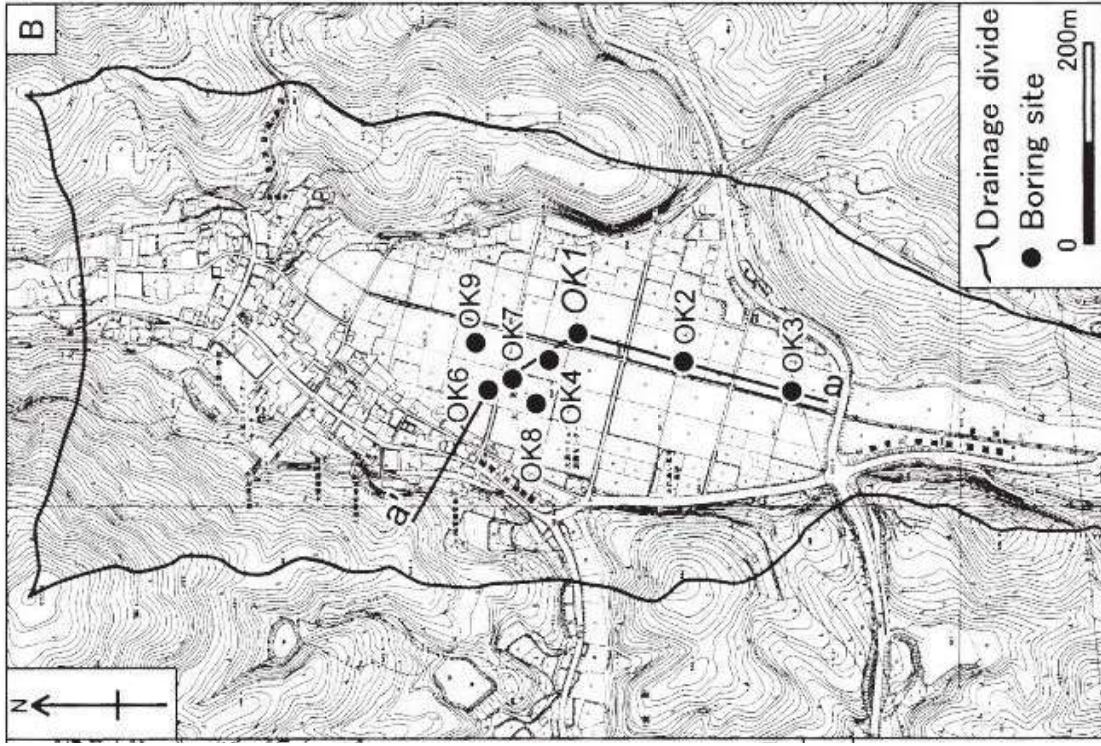 B
N
OK9
OK6
OK7
OK1
OK8
OK4
OK2
OK3
a'
a
Drainage divide
Boring site
0 200m